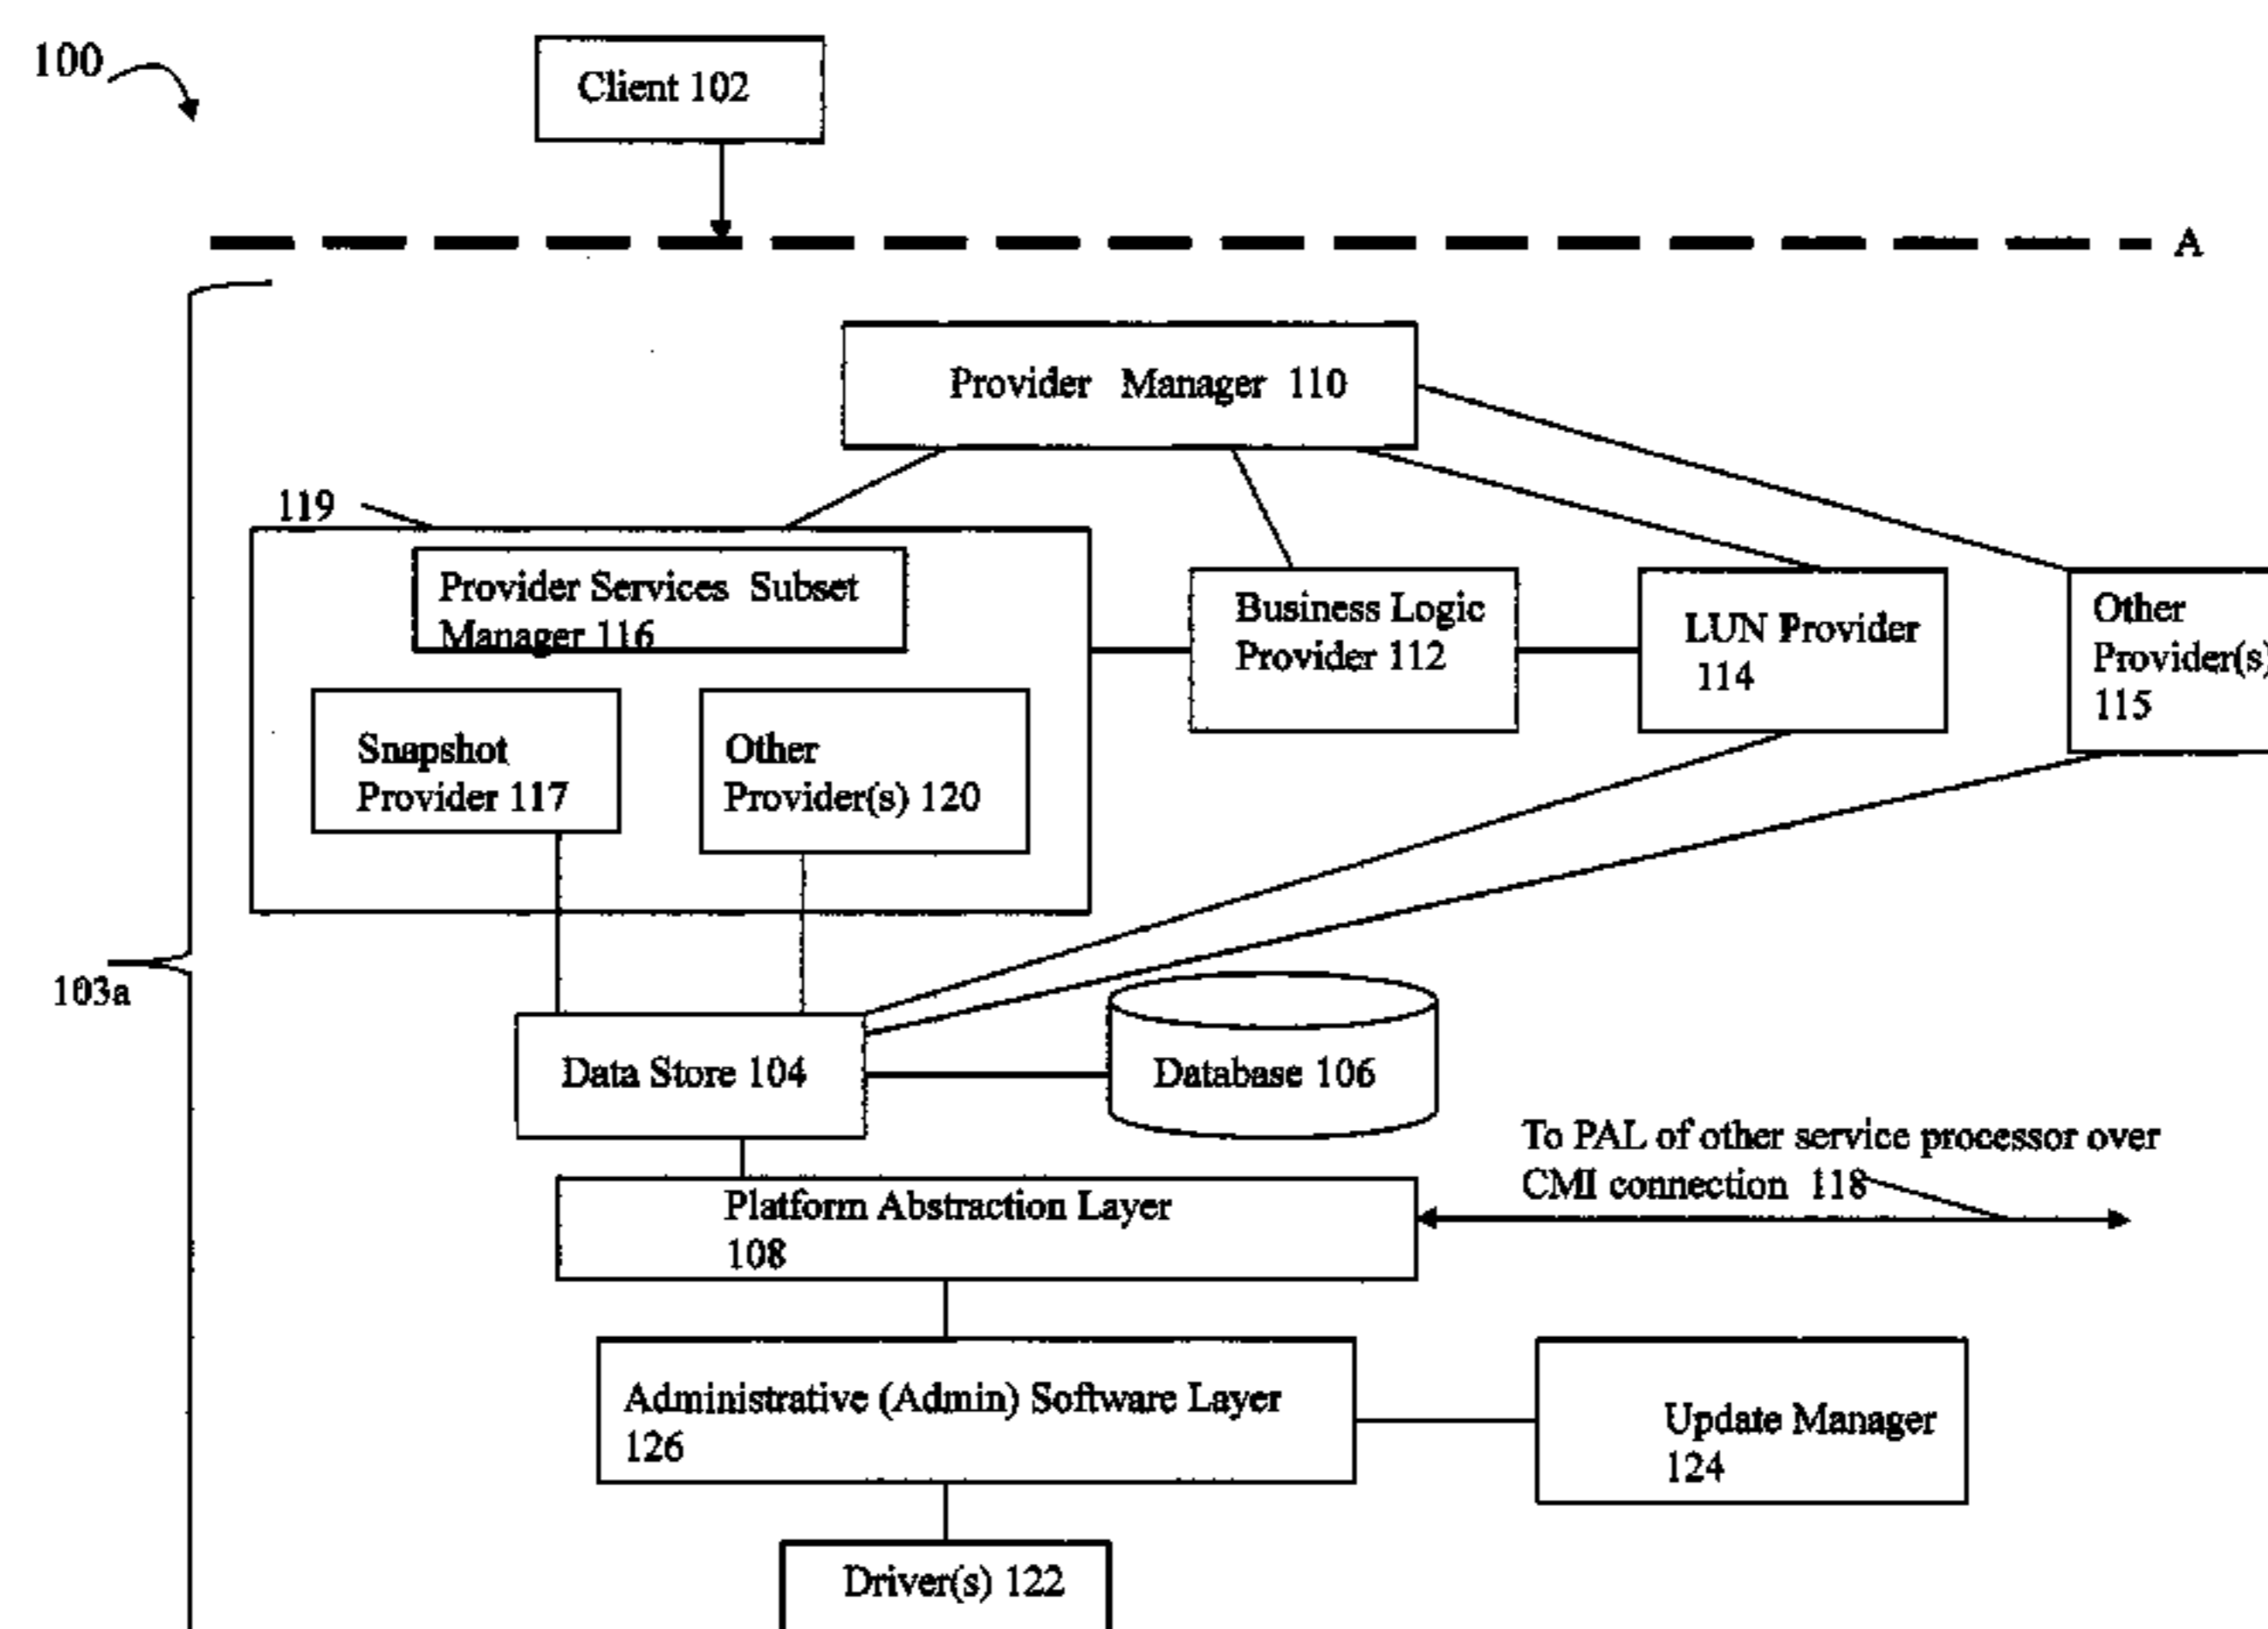 100
Client 102
A
Provider Manager 110
119
Provider Services Subset
Manager 116
Business Logic
Provider 112
LUN Provider
114
Other
Provider(s)
115
Snapshot
Provider 117
Other
Provider(s) 120
103a
Data Store 104
Database 106
To PAL of other service processor over
CMI connection 118
Platform Abstraction Layer
108
Administrative (Admin) Software Layer
126
Update Manager
124
Driver(s) 122